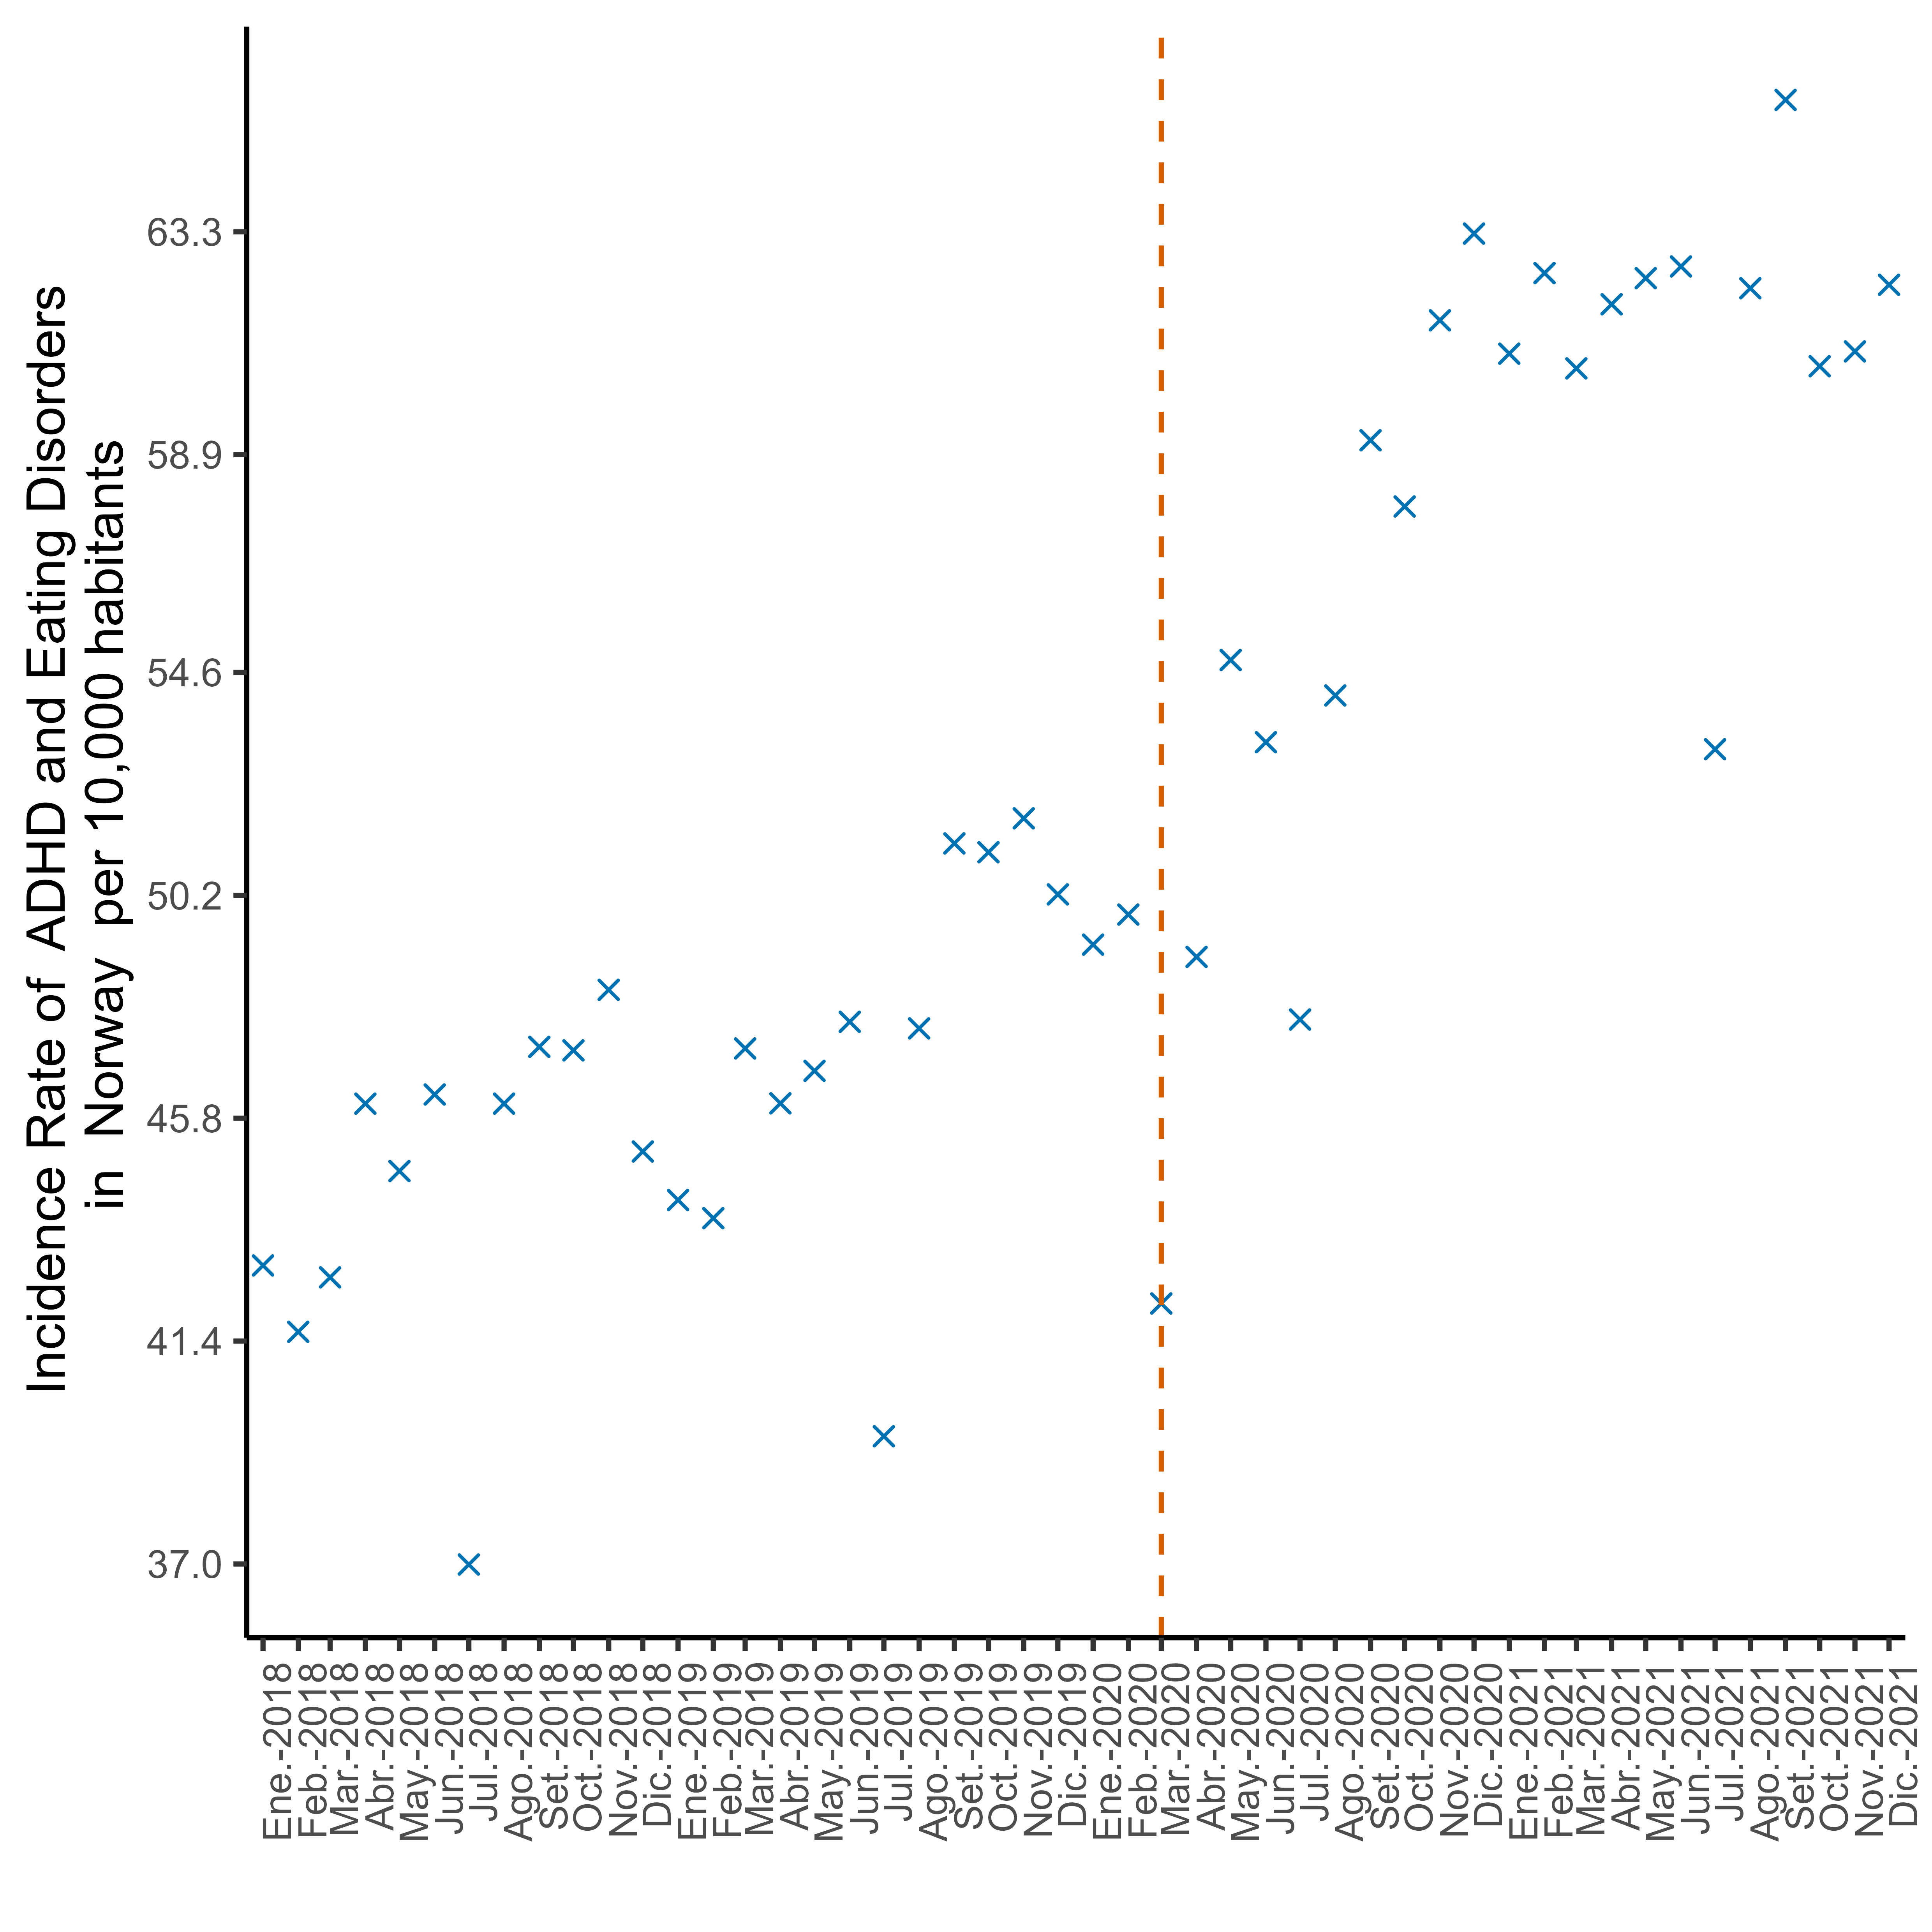 Incidence Rate of  ADHD and Eating Disorders
in  Norway  per 10,000 habitants
63.3
58.9
54.6
50.2
45.8
41.4
37.0
Ene.-2018
Feb.-2018
Mar.-2018
Abr.-2018
May.-2018
Jun.-2018
Jul.-2018
Ago.-2018
Set.-2018
Oct.-2018
Nov.-2018
Dic.-2018
Ene.-2019
Feb.-2019
Mar.-2019
Abr.-2019
May.-2019
Jun.-2019
Jul.-2019
Ago.-2019
Set.-2019
Oct.-2019
Nov.-2019
Dic.-2019
Ene.-2020
Feb.-2020
Mar.-2020
Abr.-2020
May.-2020
Jun.-2020
Jul.-2020
Ago.-2020
Set.-2020
Oct.-2020
Nov.-2020
Dic.-2020
Ene.-2021
Feb.-2021
Mar.-2021
Abr.-2021
May.-2021
Jun.-2021
Jul.-2021
Ago.-2021
Set.-2021
Oct.-2021
Nov.-2021
Dic.-2021